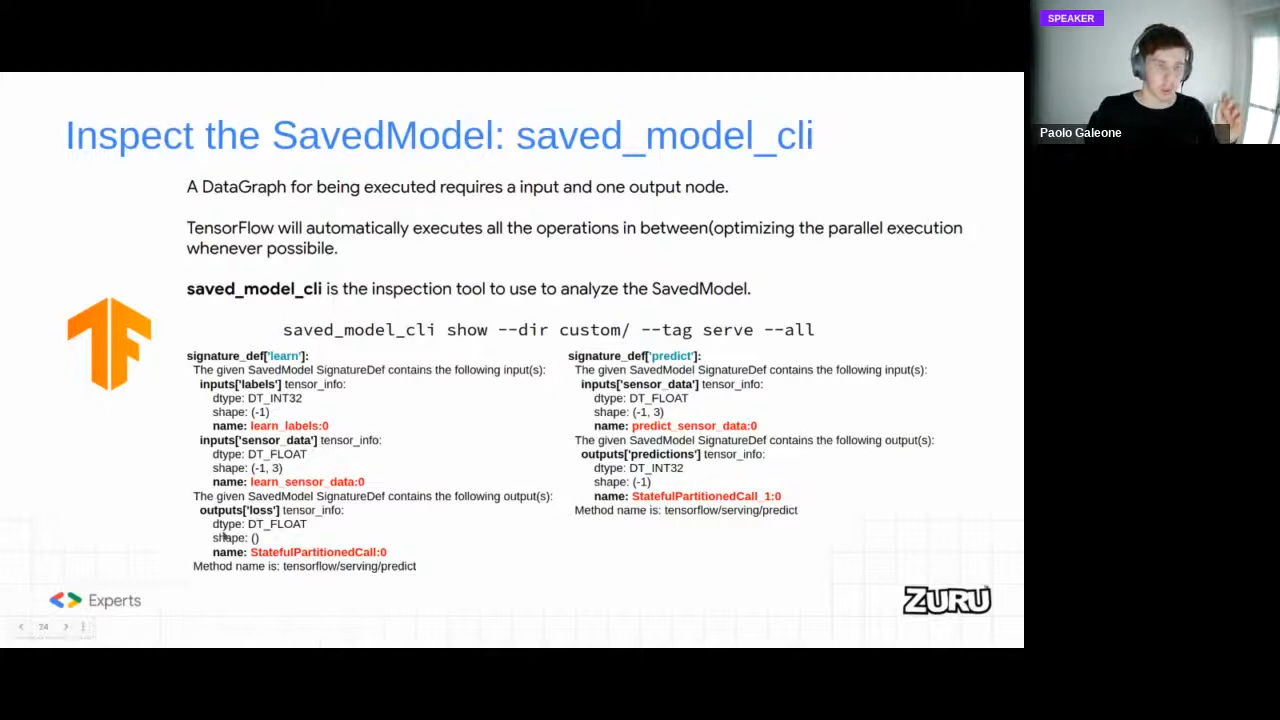 SPEAKER
Paolo Galeone
Inspect the SavedModel: saved_model_cli
A DataGraph for being executed requires a input and one output node.
TensorFlow will automatically executes all the operations in between(optimizing the parallel execution
whenever possibile.
saved_model_cli is the inspection tool to use to analyze the SavedModel.
saved_model_cli show --dir custom/ --tag serve --all
signature_def['learn']:
The given SavedModel SignatureDef contains the following input(s):
inputs['labels'] tensor_info:
dtype: DT_INT32
shape: (-1)
name: learn_labels:0
inputs['sensor_data'] tensor_info:
dtype: DT_FLOAT
shape: (-1, 3)
name: learn_sensor_data:0
The given SavedModel SignatureDef contains the following output(s):
outputs['loss'] tensor_info:
dtype: DT_FLOAT
shape: ()
name: StatefulPartitionedCall:0
Method name is: tensorflow/serving/predict
signature_def['predict']:
The given SavedModel SignatureDef contains the following input(s):
inputs['sensor_data'] tensor_info:
dtype: DT_FLOAT
shape: (-1, 3)
name: predict_sensor_data:0
The given SavedModel SignatureDef contains the following output(s):
outputs['predictions'] tensor_info:
dtype: DT_INT32
shape: (-1)
name: StatefulPartitionedCall_1:0
Method name is: tensorflow/serving/predict
Experts
ZURU
24